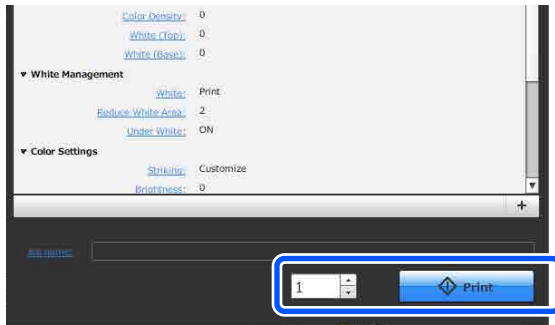 Color Density: 0
White (Top): 0
White (Base): 0
▼ White Management
White: Print
Reduce White Area: 2
Under White: ON
▼ Color Settings
Striking: Customize
Brightness: 0
+
Job name:
1 Print